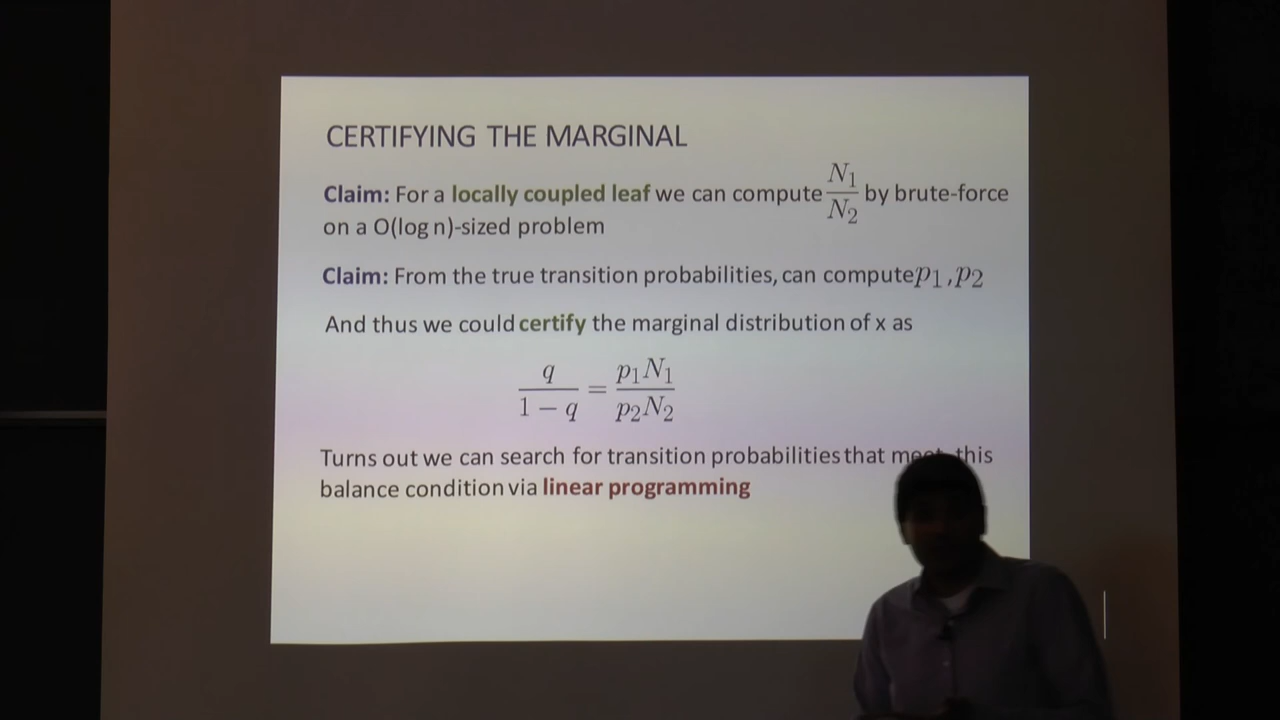 CERTIFYING THE MARGINAL
Claim: For a locally coupled leaf we can compute N₁/N₂ by brute-force
on a O(log n)-sized problem
Claim: From the true transition probabilities, can compute p₁,p₂
And thus we could certify the marginal distribution of x as
q/(1 − q) = p₁N₁/p₂N₂
Turns out we can search for transition probabilities that meet this
balance condition via linear programming